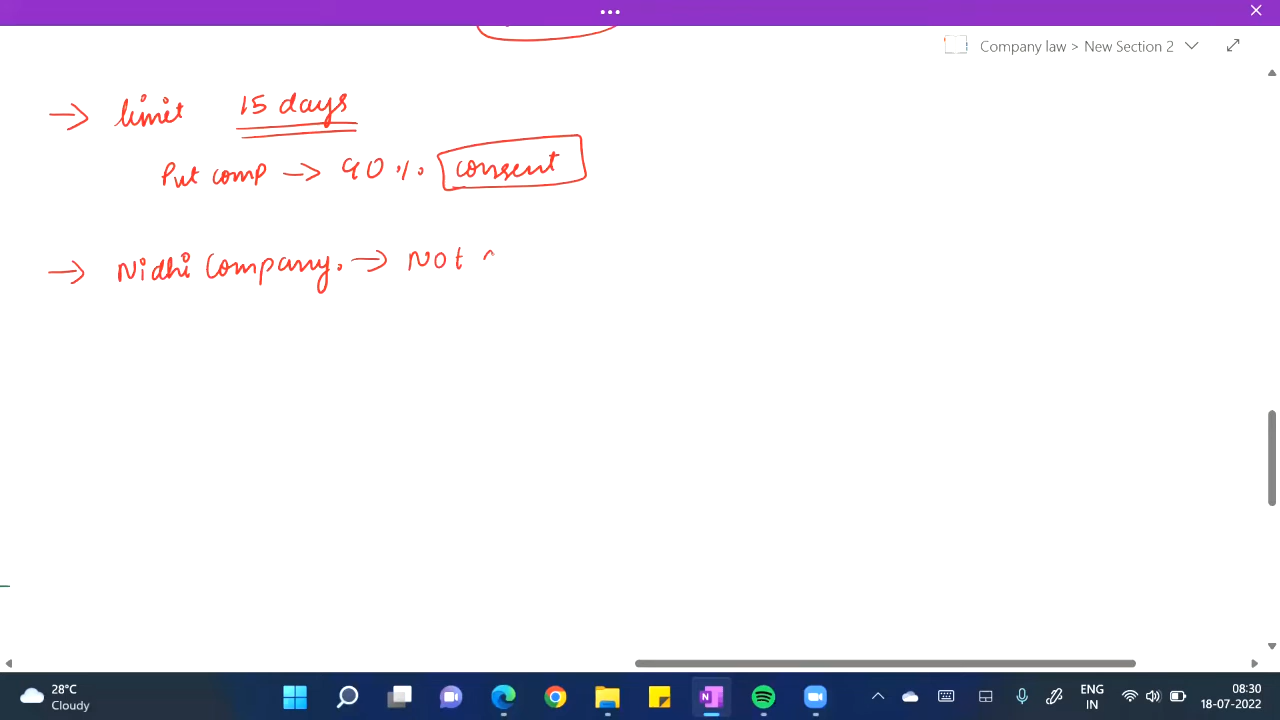 Company law > New Section 2
→ limit 15 days
Pvt comp → 90 % consent
→ Nidhi Company. → Not
28°C
Cloudy
ENG
IN
08:30
18-07-2022